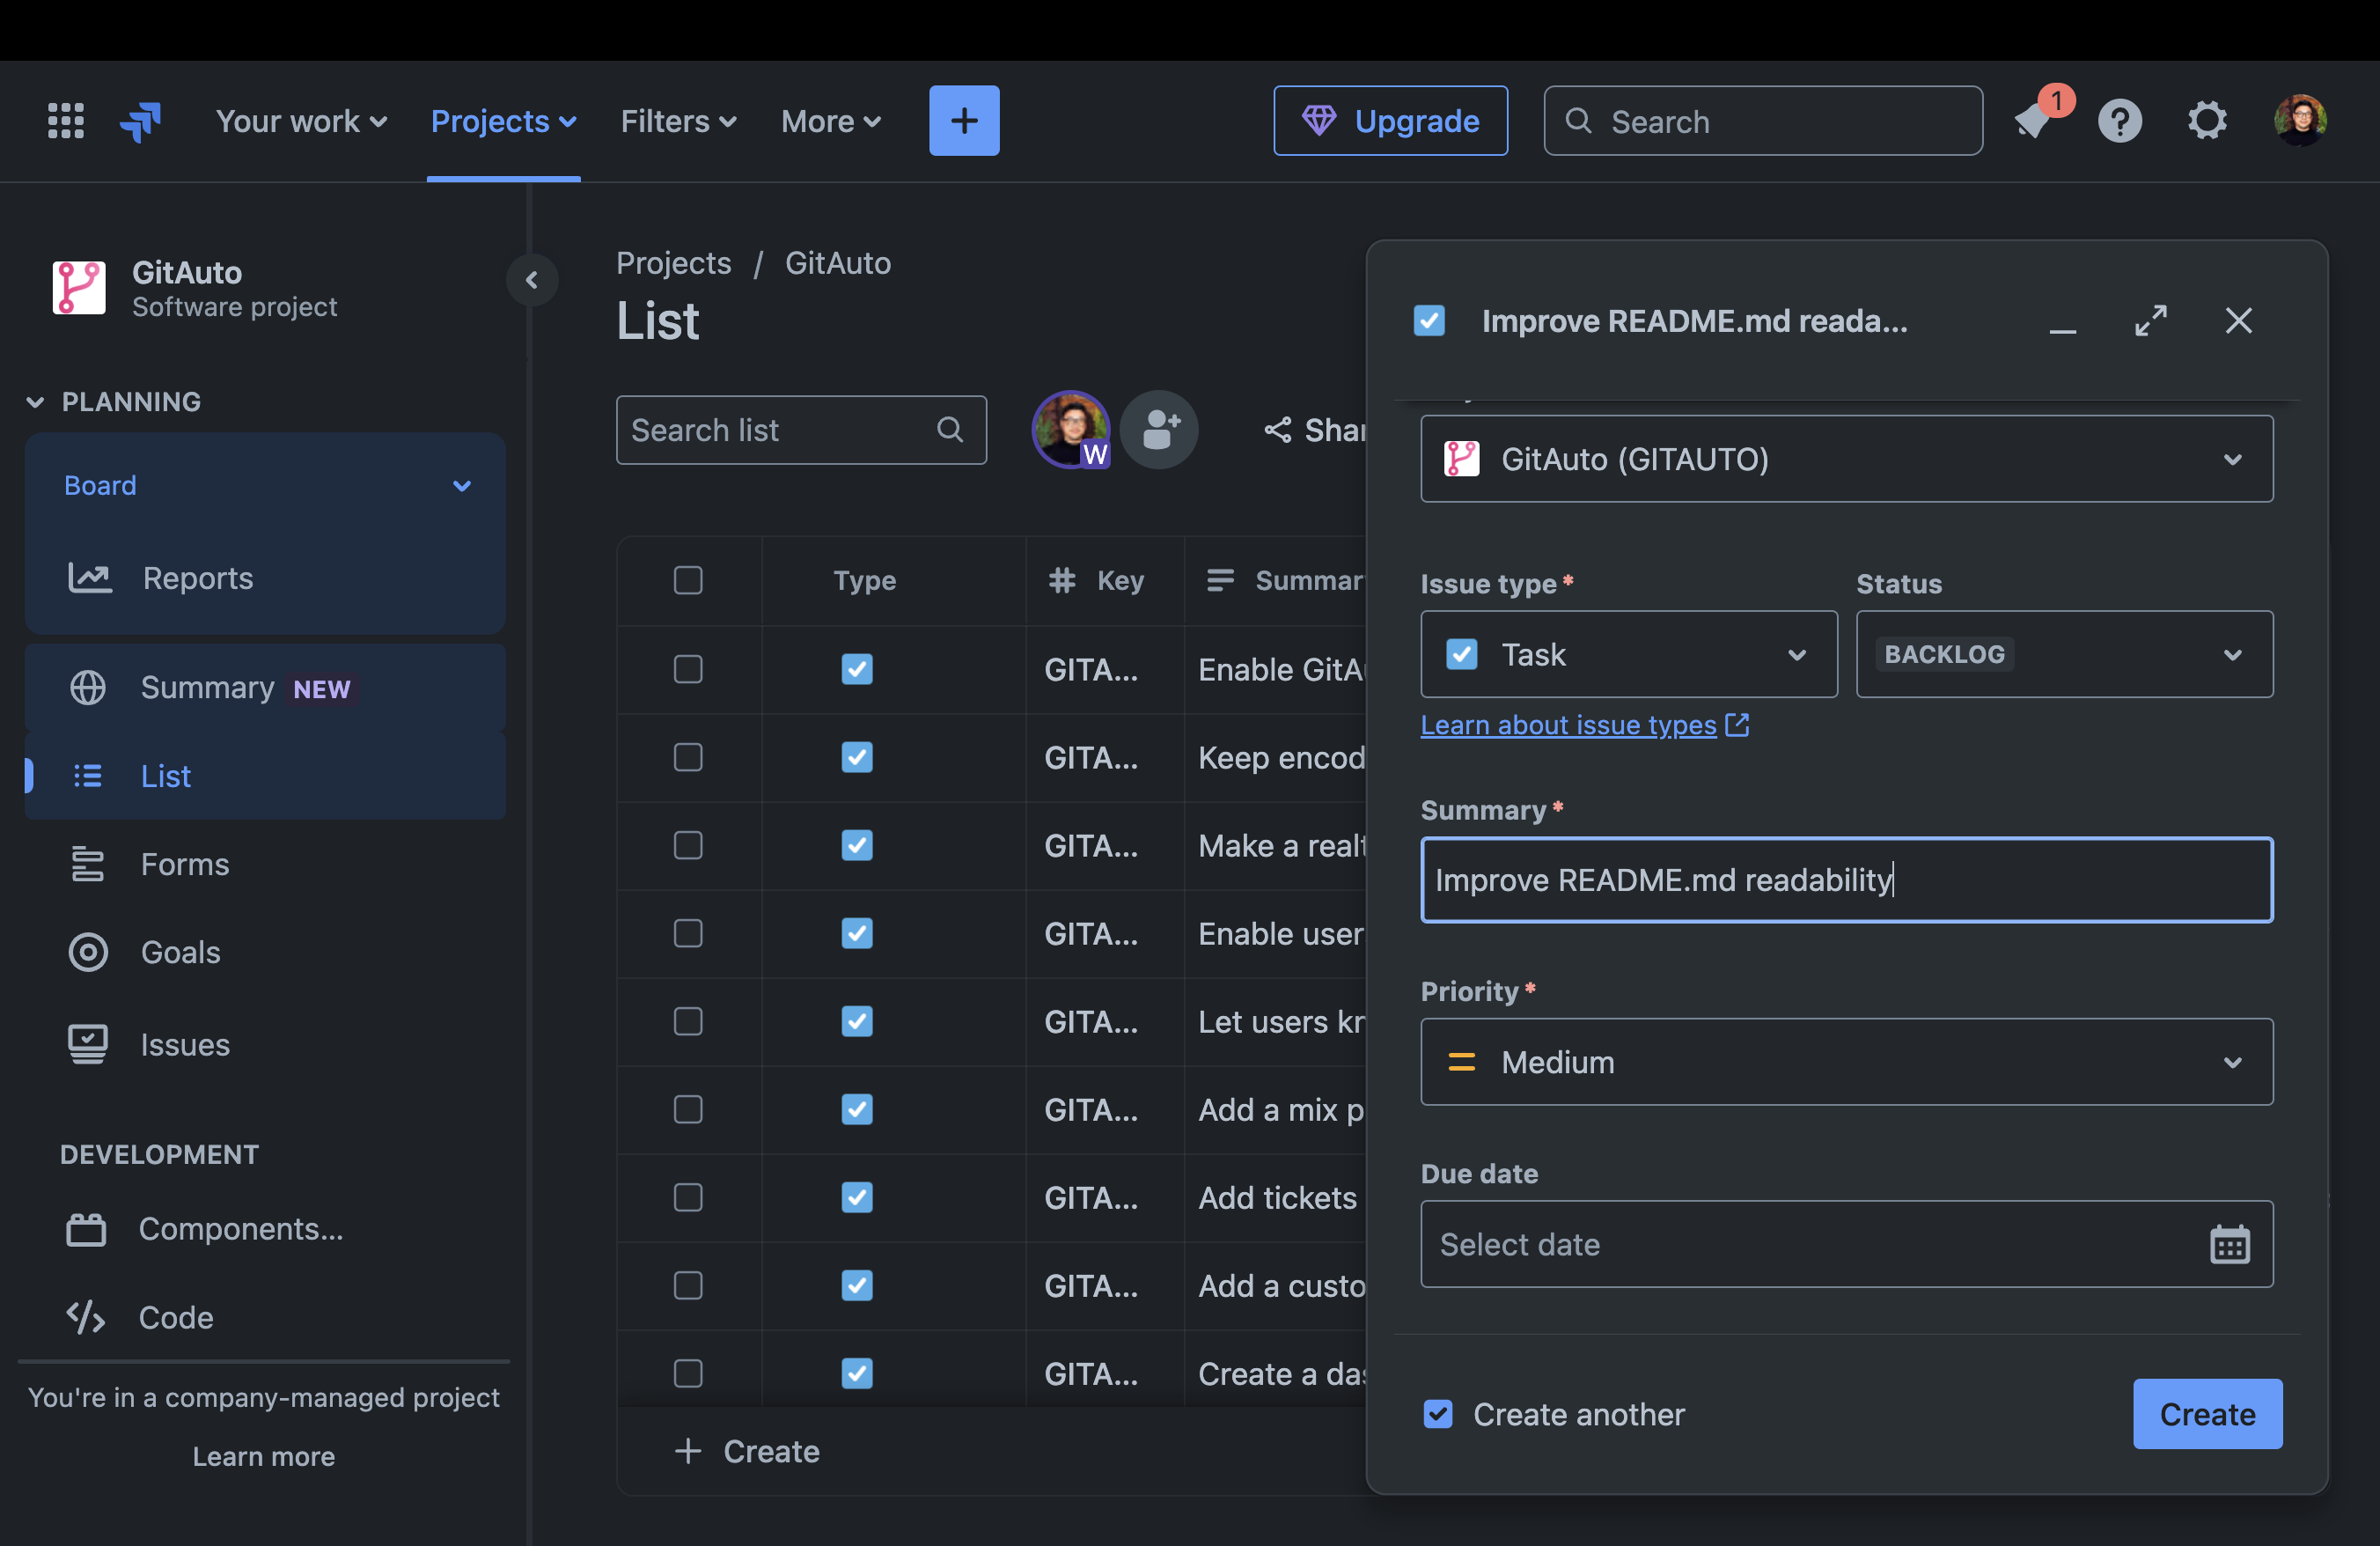 Your work
Projects
Filters
More
Upgrade
Search
1
GitAuto
Software project
PLANNING
Board
Reports
Summary NEW
List
Forms
Goals
Issues
DEVELOPMENT
Components...
Code
You're in a company-managed project
Learn more
Projects / GitAuto
List
Search list
W
Shar
Type Key Summar
GITA... Enable GitAu
GITA... Keep encod
GITA... Make a realt
GITA... Enable user
GITA... Let users kn
GITA... Add a mix p
GITA... Add tickets
GITA... Add a custo
GITA... Create a das
Create
Improve README.md reada...
GitAuto (GITAUTO)
Issue type*
Status
Task
BACKLOG
Learn about issue types
Summary*
Improve README.md readability
Priority*
Medium
Due date
Select date
Create another
Create